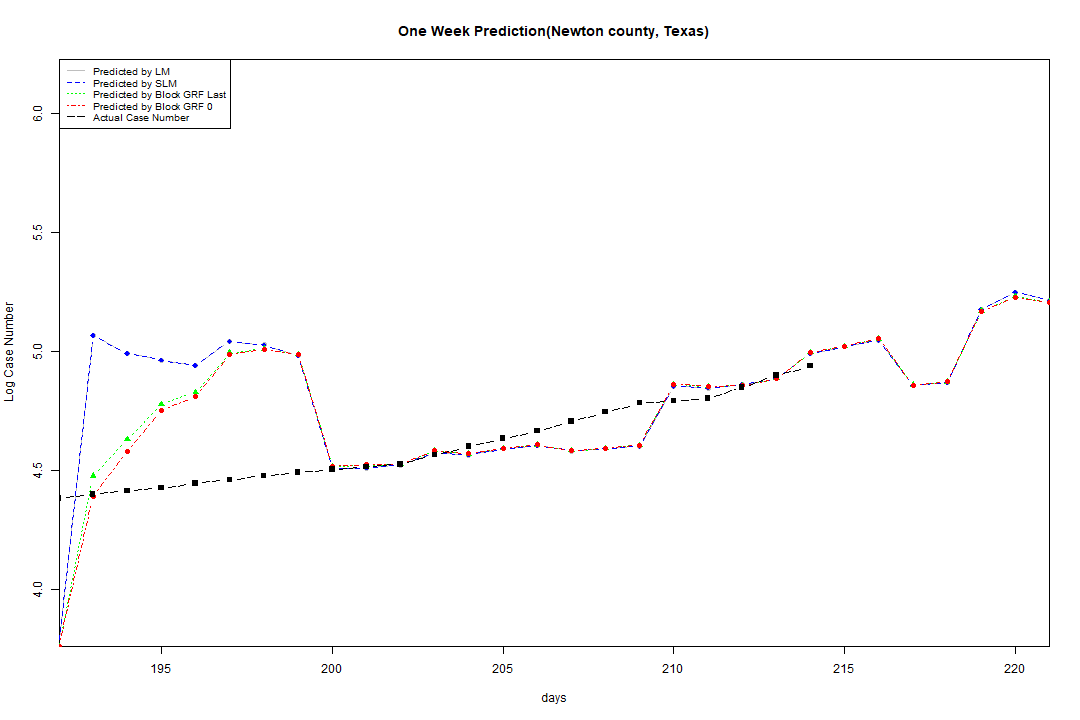 One Week Prediction(Newton county, Texas)
Predicted by LM
Predicted by SLM
Predicted by Block GRF Last
Predicted by Block GRF 0
Actual Case Number
6.0
5.5
5.0
4.5
4.0
Log Case Number
195 200 205 210 215 220
days